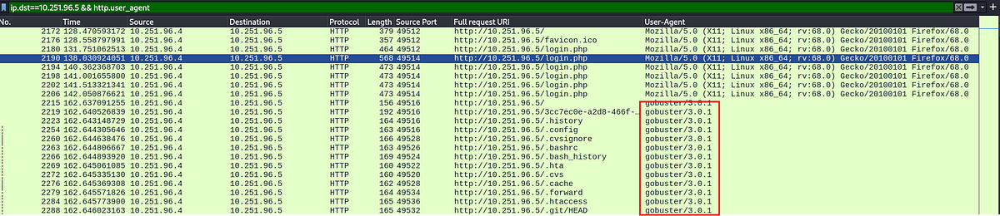 ip.dst==10.251.96.5 && http.user_agent
No. Time Source Destination Protocol Length Source Port Full request URI User-Agent
2172 128.470593172 10.251.96.4 10.251.96.5 HTTP 379 49512 http://10.251.96.5/ Mozilla/5.0 (X11; Linux x86_64; rv:68.0) Gecko/20100101 Firefox/68.0
2176 128.558797991 10.251.96.4 10.251.96.5 HTTP 357 49512 http://10.251.96.5/favicon.ico Mozilla/5.0 (X11; Linux x86_64; rv:68.0) Gecko/20100101 Firefox/68.0
2180 131.751062513 10.251.96.4 10.251.96.5 HTTP 464 49512 http://10.251.96.5/login.php Mozilla/5.0 (X11; Linux x86_64; rv:68.0) Gecko/20100101 Firefox/68.0
2190 138.030924051 10.251.96.4 10.251.96.5 HTTP 568 49514 http://10.251.96.5/login.php Mozilla/5.0 (X11; Linux x86_64; rv:68.0) Gecko/20100101 Firefox/68.0
2194 140.362368703 10.251.96.4 10.251.96.5 HTTP 473 49514 http://10.251.96.5/login.php Mozilla/5.0 (X11; Linux x86_64; rv:68.0) Gecko/20100101 Firefox/68.0
2198 141.001655800 10.251.96.4 10.251.96.5 HTTP 473 49514 http://10.251.96.5/login.php Mozilla/5.0 (X11; Linux x86_64; rv:68.0) Gecko/20100101 Firefox/68.0
2202 141.513321341 10.251.96.4 10.251.96.5 HTTP 473 49514 http://10.251.96.5/login.php Mozilla/5.0 (X11; Linux x86_64; rv:68.0) Gecko/20100101 Firefox/68.0
2206 142.050876621 10.251.96.4 10.251.96.5 HTTP 473 49514 http://10.251.96.5/login.php Mozilla/5.0 (X11; Linux x86_64; rv:68.0) Gecko/20100101 Firefox/68.0
2215 162.637091255 10.251.96.4 10.251.96.5 HTTP 156 49516 http://10.251.96.5/ gobuster/3.0.1
2219 162.640526839 10.251.96.4 10.251.96.5 HTTP 192 49516 http://10.251.96.5/3cc7ec0e-a2d8-466f-… gobuster/3.0.1
2223 162.643148729 10.251.96.4 10.251.96.5 HTTP 164 49516 http://10.251.96.5/.history gobuster/3.0.1
2254 162.644305646 10.251.96.4 10.251.96.5 HTTP 163 49516 http://10.251.96.5/.config gobuster/3.0.1
2260 162.644638476 10.251.96.4 10.251.96.5 HTTP 166 49528 http://10.251.96.5/.cvsignore gobuster/3.0.1
2263 162.644806667 10.251.96.4 10.251.96.5 HTTP 163 49526 http://10.251.96.5/.bashrc gobuster/3.0.1
2266 162.644893920 10.251.96.4 10.251.96.5 HTTP 169 49524 http://10.251.96.5/.bash_history gobuster/3.0.1
2269 162.645061085 10.251.96.4 10.251.96.5 HTTP 160 49522 http://10.251.96.5/.hta gobuster/3.0.1
2272 162.645335130 10.251.96.4 10.251.96.5 HTTP 160 49520 http://10.251.96.5/.cvs gobuster/3.0.1
2276 162.645369308 10.251.96.4 10.251.96.5 HTTP 162 49528 http://10.251.96.5/.cache gobuster/3.0.1
2279 162.645571826 10.251.96.4 10.251.96.5 HTTP 164 49534 http://10.251.96.5/.forward gobuster/3.0.1
2284 162.645773900 10.251.96.4 10.251.96.5 HTTP 165 49536 http://10.251.96.5/.htaccess gobuster/3.0.1
2288 162.646023163 10.251.96.4 10.251.96.5 HTTP 165 49532 http://10.251.96.5/.git/HEAD gobuster/3.0.1